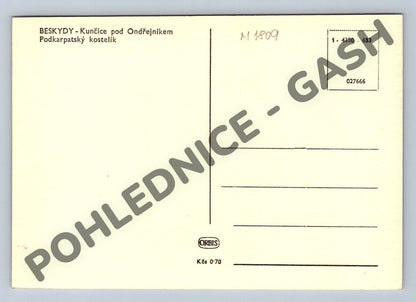 BESKYDY - Kunčice pod Ondřejníkem
Podkarpatský kostelík
M 1809
027666
POHLEDNICE - GASH
ORBIS
Kčs 0·70